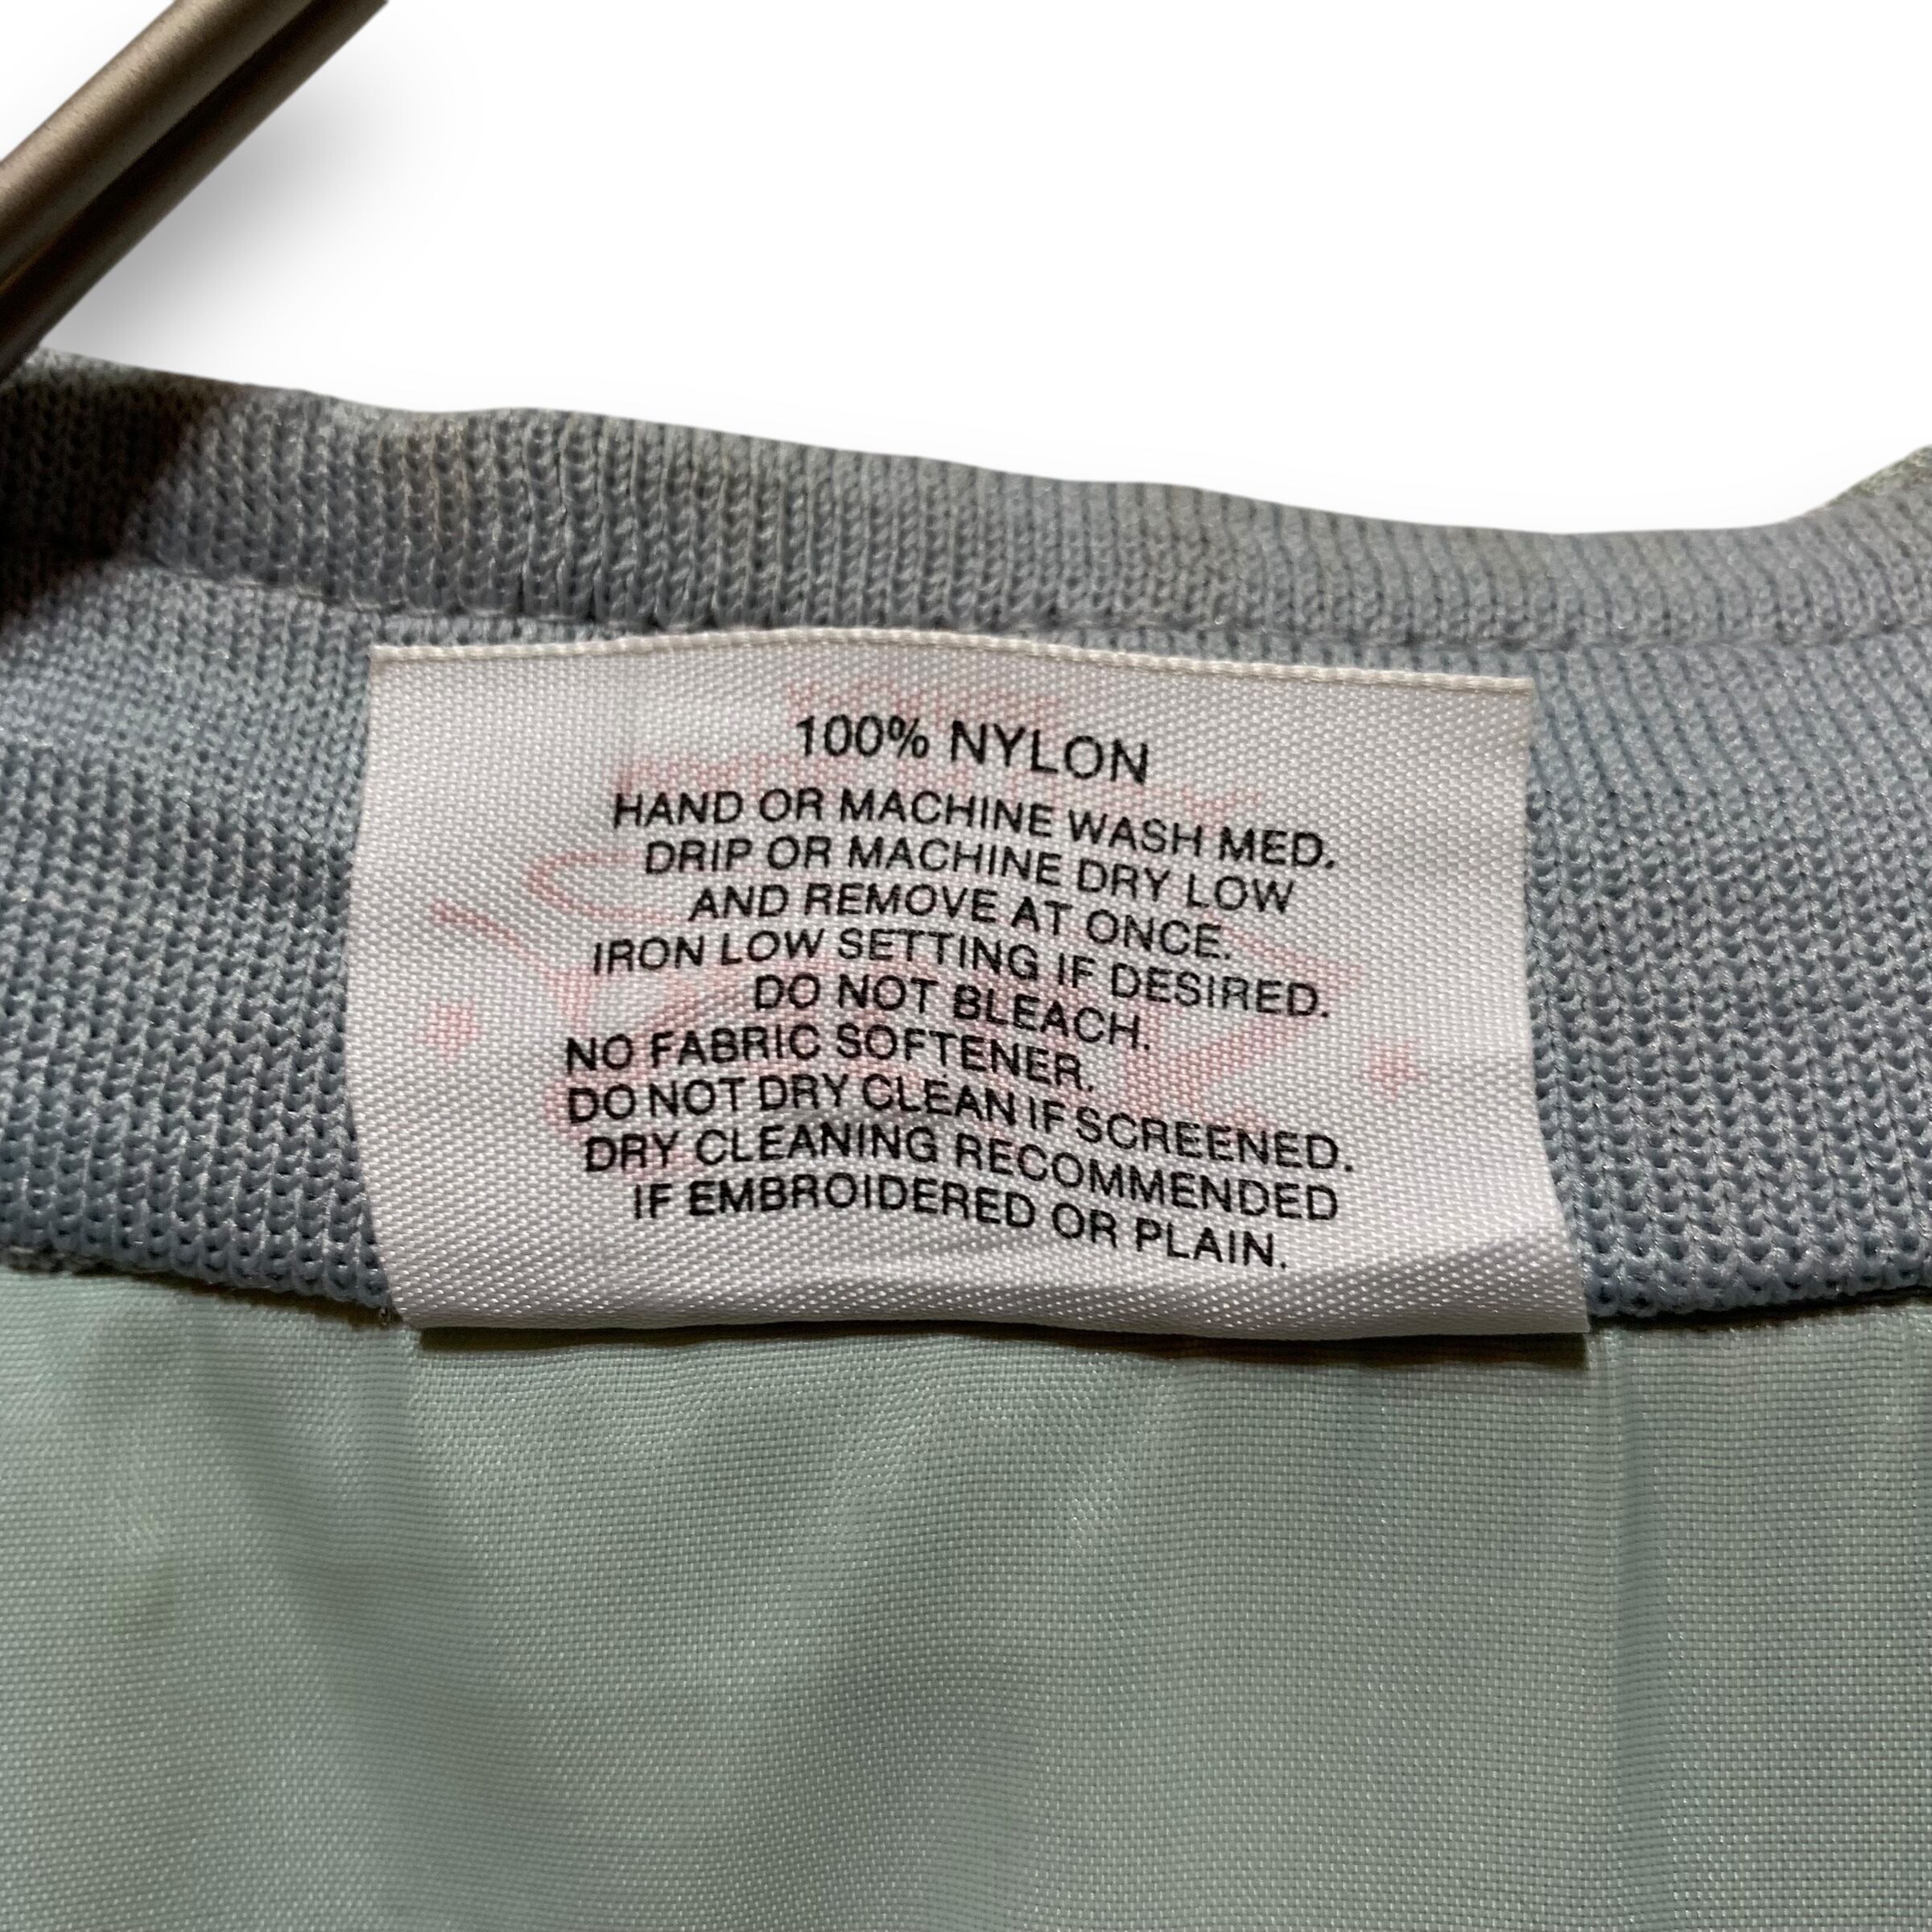 100% NYLON
HAND OR MACHINE WASH MED.
DRIP OR MACHINE DRY LOW
AND REMOVE AT ONCE.
IRON LOW SETTING IF DESIRED.
DO NOT BLEACH.
NO FABRIC SOFTENER.
DO NOT DRY CLEAN IF SCREENED.
DRY CLEANING RECOMMENDED
IF EMBROIDERED OR PLAIN.